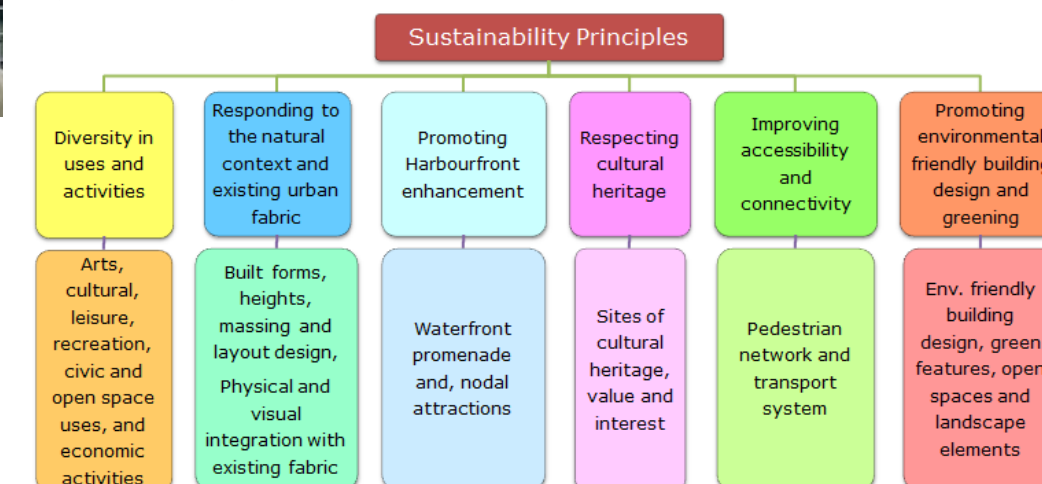 Sustainability Principles
Diversity in
uses and
activities
Responding to
the natural
context and
existing urban
fabric
Promoting
Harbourfront
enhancement
Respecting
cultural
heritage
Improving
accessibility
and
connectivity
Promoting
environmental
friendly building
design and
greening
Arts,
cultural,
leisure,
recreation,
civic and
open space
uses, and
economic
activities
Built forms,
heights,
massing and
layout design,
Physical and
visual
integration with
existing fabric
Waterfront
promenade
and, nodal
attractions
Sites of
cultural
heritage,
value and
interest
Pedestrian
network and
transport
system
Env. friendly
building
design, green
features, open
spaces and
landscape
elements